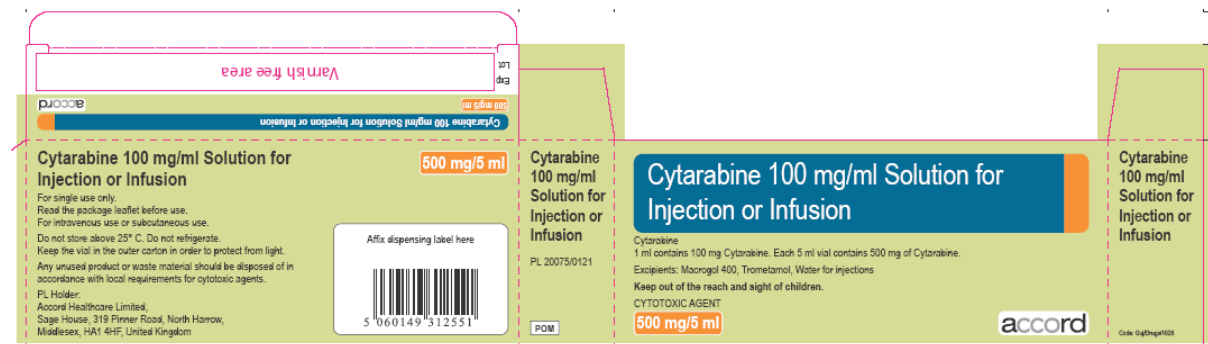 Varnish free area
Lot
Exp
accord
500 mg/5 ml
Cytarabine 100 mg/ml Solution for Injection or Infusion
Cytarabine 100 mg/ml Solution for
Injection or Infusion
500 mg/5 ml
For single use only.
Read the package leaflet before use.
For intravenous use or subcutaneous use.
Do not store above 25° C. Do not refrigerate.
Keep the vial in the outer carton in order to protect from light.
Any unused product or waste material should be disposed of in
accordance with local requirements for cytotoxic agents.
PL Holder:
Accord Healthcare Limited,
Sage House, 319 Pinner Road, North Harrow,
Middlesex, HA1 4HF, United Kingdom
Affix dispensing label here
5 060149 312551
Cytarabine
100 mg/ml
Solution for
Injection or
Infusion
PL 20075/0121
POM
Cytarabine 100 mg/ml Solution for
Injection or Infusion
Cytarabine
1 ml contains 100 mg Cytarabine. Each 5 ml vial contains 500 mg of Cytarabine.
Excipients: Macrogol 400, Trometamol, Water for injections
Keep out of the reach and sight of children.
CYTOTOXIC AGENT
500 mg/5 ml
accord
Cytarabine
100 mg/ml
Solution for
Injection or
Infusion
Code: Guj/Drugs/1028